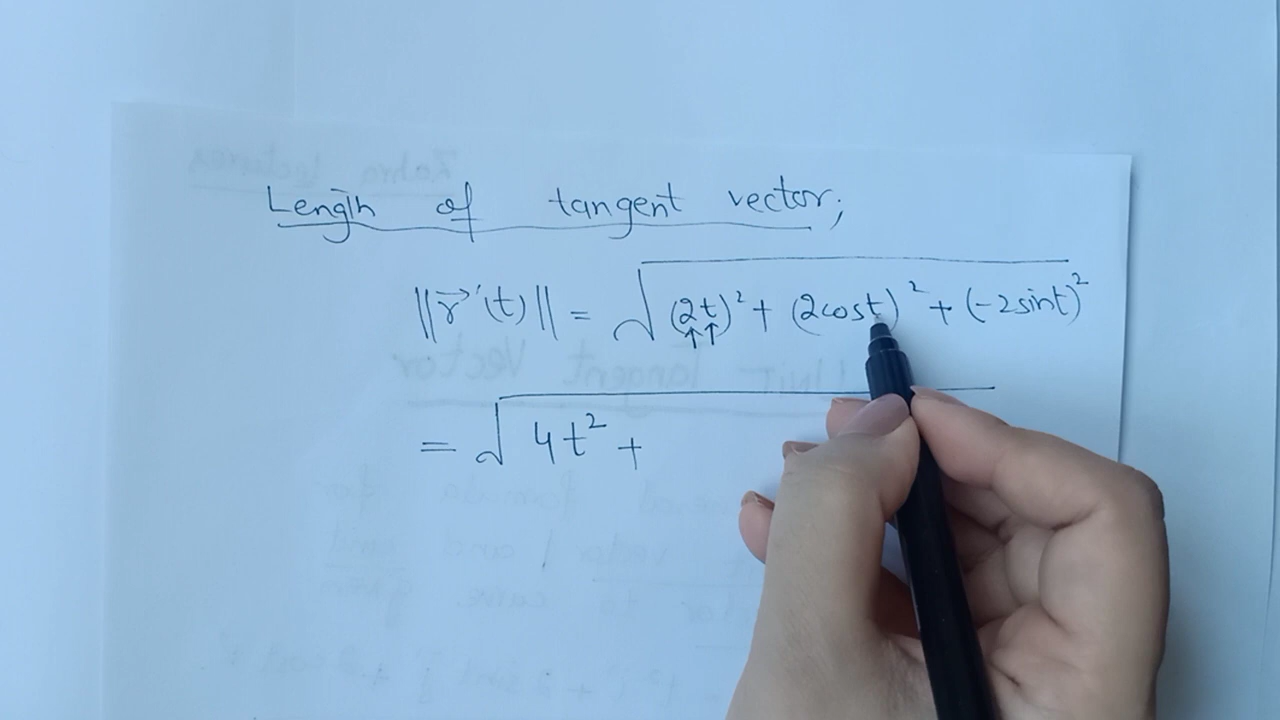 Length of tangent vector;
‖r⃗'(t)‖ = √((2t)² + (2cost)² + (-2sint)²)
= √(4t² +